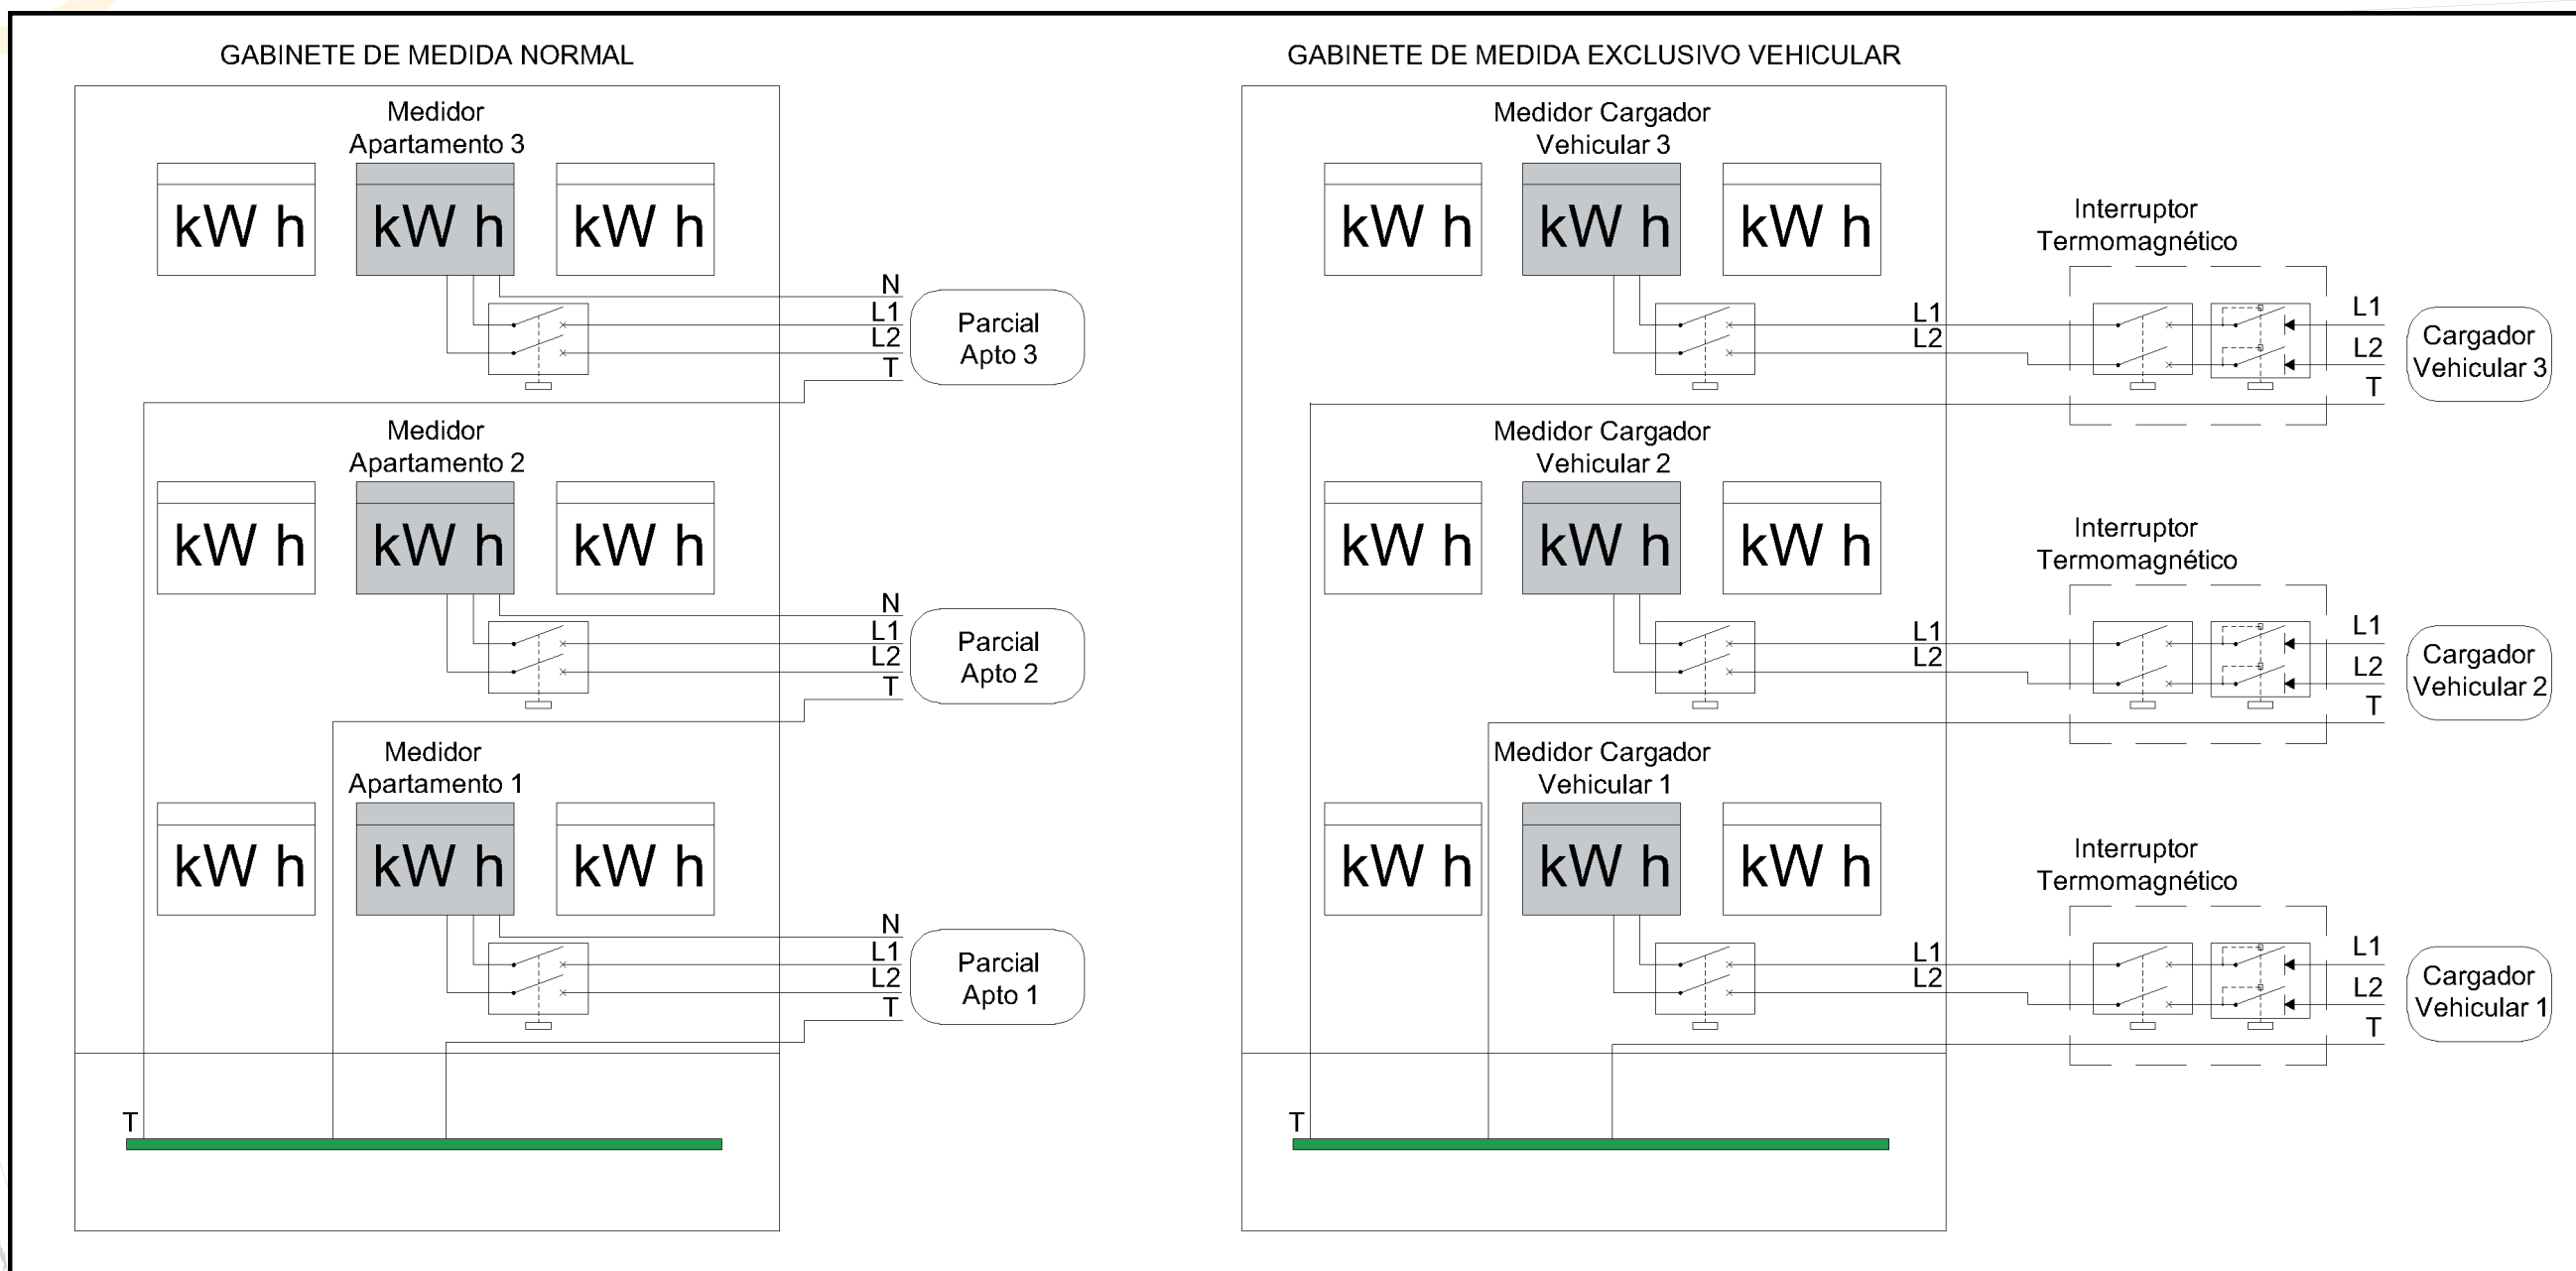 GABINETE DE MEDIDA NORMAL
Medidor
Apartamento 3
kW h
kW h
kW h
N
L1
L2
T
Parcial
Apto 3
Medidor
Apartamento 2
kW h
kW h
kW h
N
L1
L2
T
Parcial
Apto 2
Medidor
Apartamento 1
kW h
kW h
kW h
N
L1
L2
T
Parcial
Apto 1
T
GABINETE DE MEDIDA EXCLUSIVO VEHICULAR
Medidor Cargador
Vehicular 3
kW h
kW h
kW h
L1
L2
Interruptor
Termomagnético
L1
L2
T
Cargador
Vehicular 3
Medidor Cargador
Vehicular 2
kW h
kW h
kW h
L1
L2
Interruptor
Termomagnético
L1
L2
T
Cargador
Vehicular 2
Medidor Cargador
Vehicular 1
kW h
kW h
kW h
L1
L2
Interruptor
Termomagnético
L1
L2
T
Cargador
Vehicular 1
T